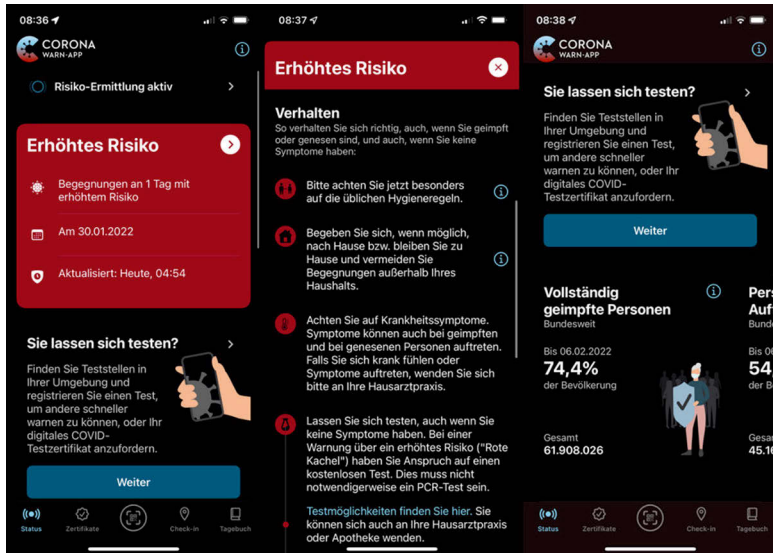 08:36
CORONA
WARN-APP
Risiko-Ermittlung aktiv
Erhöhtes Risiko
Begegnungen an 1 Tag mit
erhöhtem Risiko
Am 30.01.2022
Aktualisiert: Heute, 04:54
Sie lassen sich testen?
Finden Sie Teststellen in
Ihrer Umgebung und
registrieren Sie einen Test,
um andere schneller
warnen zu können, oder Ihr
digitales COVID-
Testzertifikat anzufordern.
Weiter
Status
Zertifikate
Check-in
Tagebuch
08:37
Erhöhtes Risiko
Verhalten
So verhalten Sie sich richtig, auch, wenn Sie geimpft
oder genesen sind, und auch, wenn Sie keine
Symptome haben:
Bitte achten Sie jetzt besonders
auf die üblichen Hygieneregeln.
Begeben Sie sich, wenn möglich,
nach Hause bzw. bleiben Sie zu
Hause und vermeiden Sie
Begegnungen außerhalb Ihres
Haushalts.
Achten Sie auf Krankheitssymptome.
Symptome können auch bei geimpften
und bei genesenen Personen auftreten.
Falls Sie sich krank fühlen oder
Symptome auftreten, wenden Sie sich
bitte an Ihre Hausarztpraxis.
Lassen Sie sich testen, auch wenn Sie
keine Symptome haben. Bei einer
Warnung über ein erhöhtes Risiko ("Rote
Kachel") haben Sie Anspruch auf einen
kostenlosen Test. Dies muss nicht
notwendigerweise ein PCR-Test sein.
Testmöglichkeiten finden Sie hier. Sie
können sich auch an Ihre Hausarztpraxis
oder Apotheke wenden.
08:38
CORONA
WARN-APP
Sie lassen sich testen?
Finden Sie Teststellen in
Ihrer Umgebung und
registrieren Sie einen Test,
um andere schneller
warnen zu können, oder Ihr
digitales COVID-
Testzertifikat anzufordern.
Weiter
Vollständig
geimpfte Personen
Bundesweit
Bis 06.02.2022
74,4%
der Bevölkerung
Gesamt
61.908.026
Pers
Auf
Bund
Bis 06
54,
der B
Gesa
45.16
Status
Zertifikate
Check-in
Tagebuch